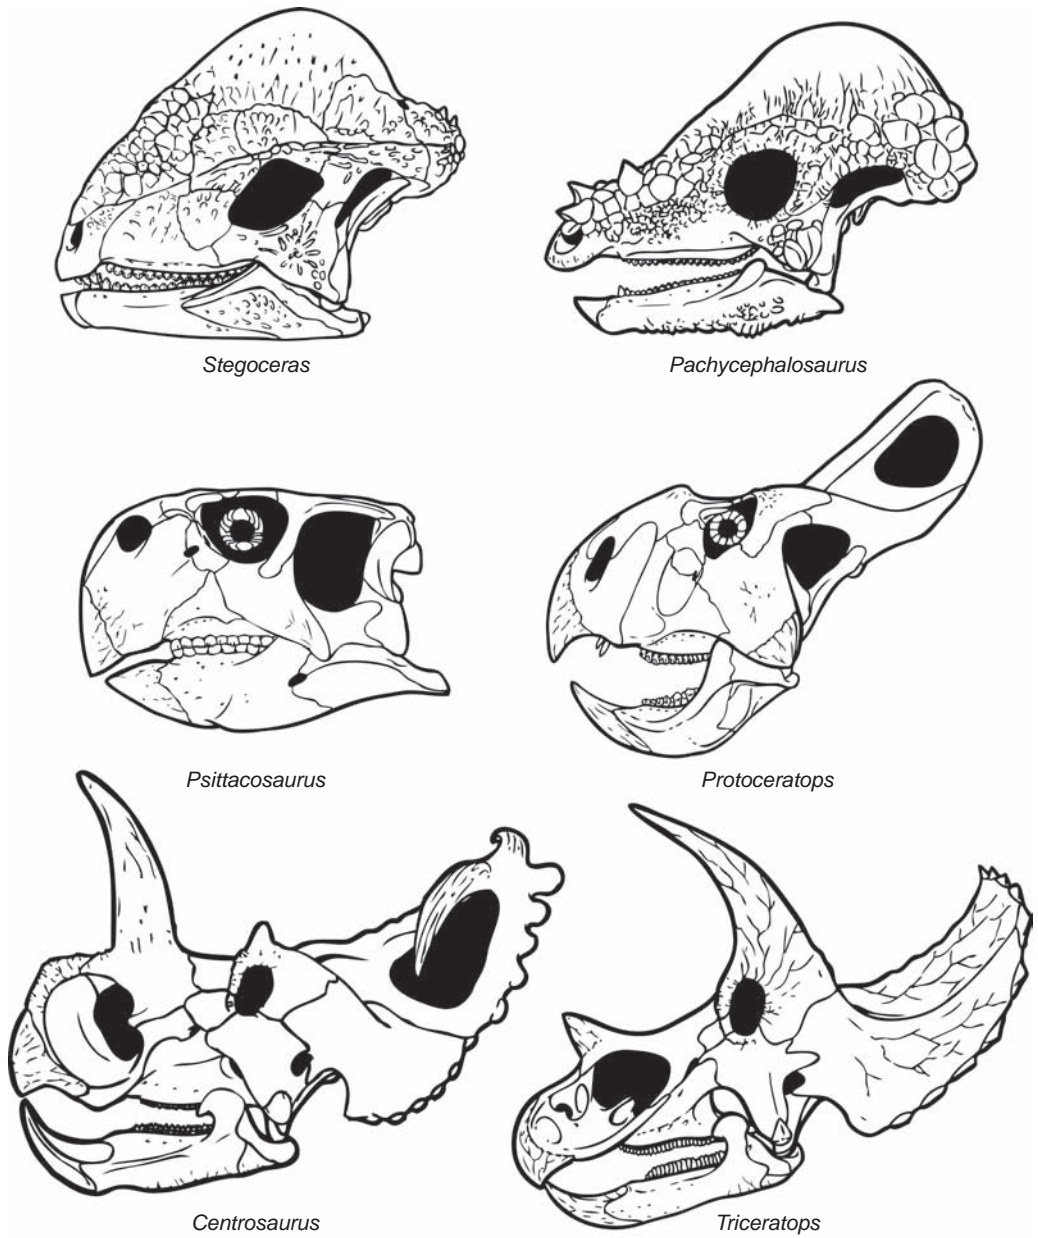 Stegoceras
Pachycephalosaurus
Psittacosaurus
Protoceratops
Centrosaurus
Triceratops